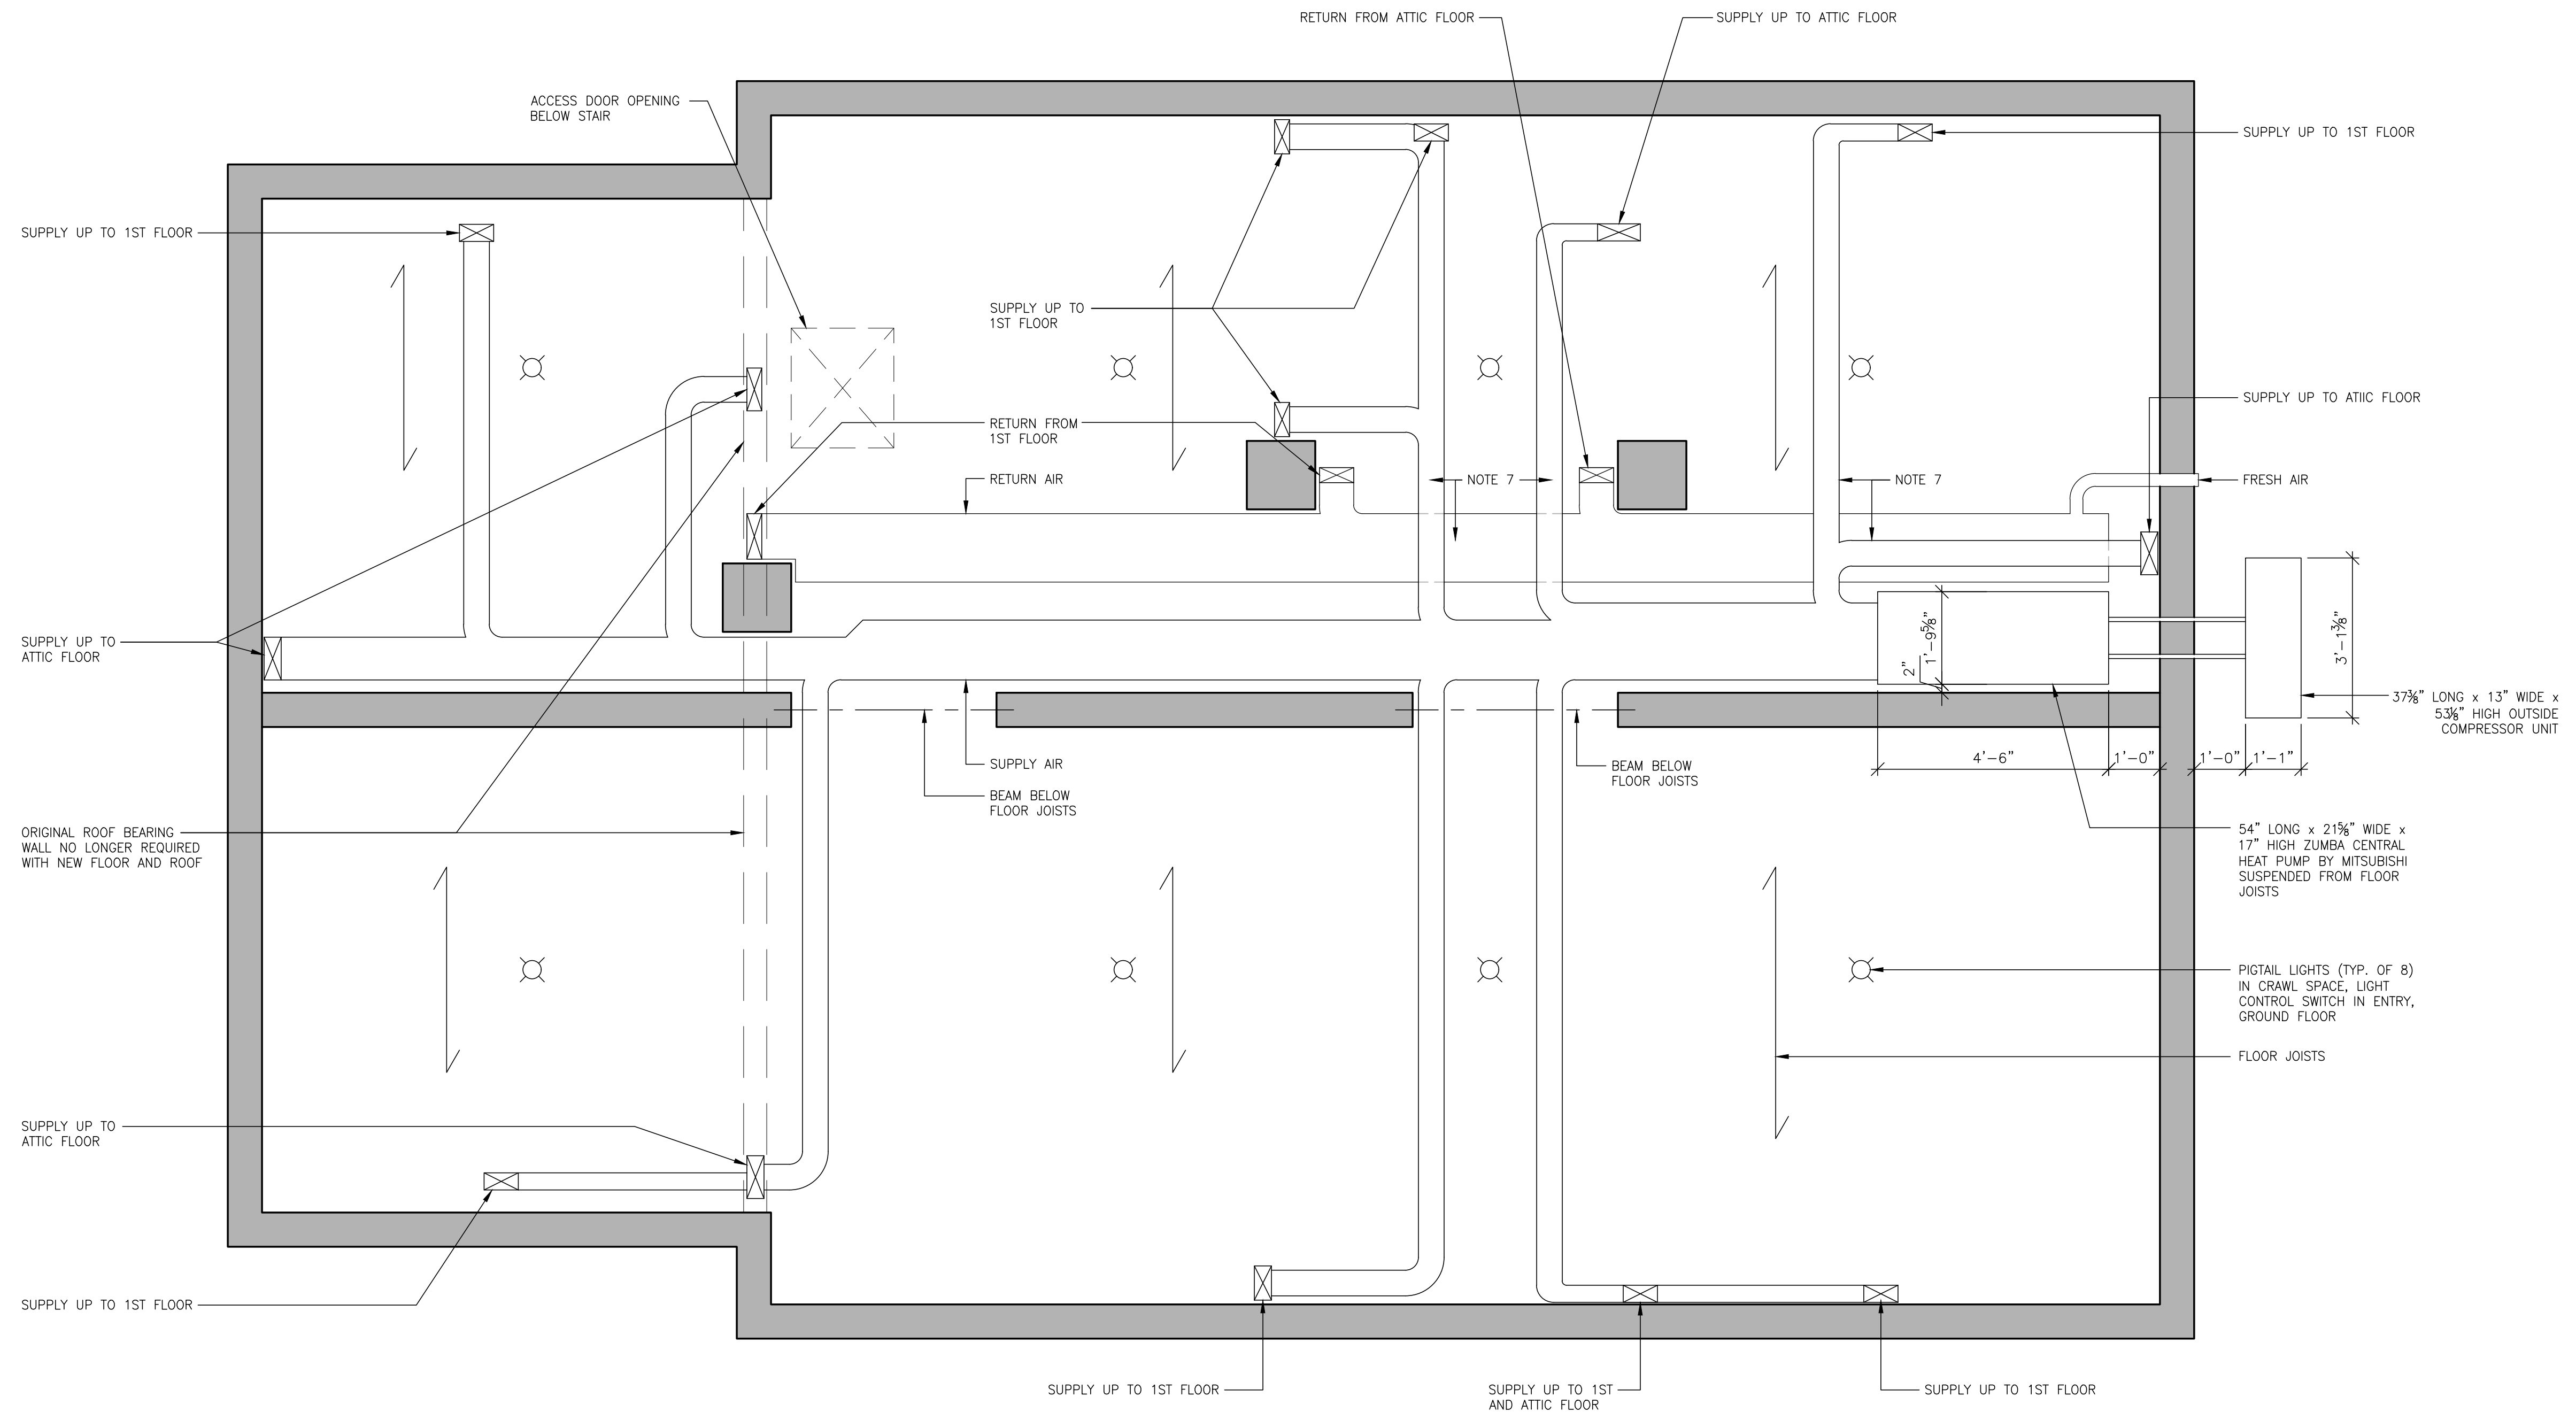 RETURN FROM ATTIC FLOOR
SUPPLY UP TO ATTIC FLOOR
ACCESS DOOR OPENING
BELOW STAIR
SUPPLY UP TO 1ST FLOOR
SUPPLY UP TO 1ST FLOOR
SUPPLY UP TO
1ST FLOOR
SUPPLY UP TO ATIIC FLOOR
RETURN FROM
1ST FLOOR
RETURN AIR
NOTE 7
NOTE 7
FRESH AIR
SUPPLY UP TO
ATTIC FLOOR
1'-9⅝"
2"
3'-1⅜"
37⅜" LONG x 13" WIDE x
53⅛" HIGH OUTSIDE
COMPRESSOR UNIT
4'-6"
1'-0"
1'-0"
1'-1"
SUPPLY AIR
BEAM BELOW
FLOOR JOISTS
BEAM BELOW
FLOOR JOISTS
ORIGINAL ROOF BEARING
WALL NO LONGER REQUIRED
WITH NEW FLOOR AND ROOF
54" LONG x 21⅝" WIDE x
17" HIGH ZUMBA CENTRAL
HEAT PUMP BY MITSUBISHI
SUSPENDED FROM FLOOR
JOISTS
PIGTAIL LIGHTS (TYP. OF 8)
IN CRAWL SPACE, LIGHT
CONTROL SWITCH IN ENTRY,
GROUND FLOOR
FLOOR JOISTS
SUPPLY UP TO
ATTIC FLOOR
SUPPLY UP TO 1ST FLOOR
SUPPLY UP TO 1ST FLOOR
SUPPLY UP TO 1ST
AND ATTIC FLOOR
SUPPLY UP TO 1ST FLOOR